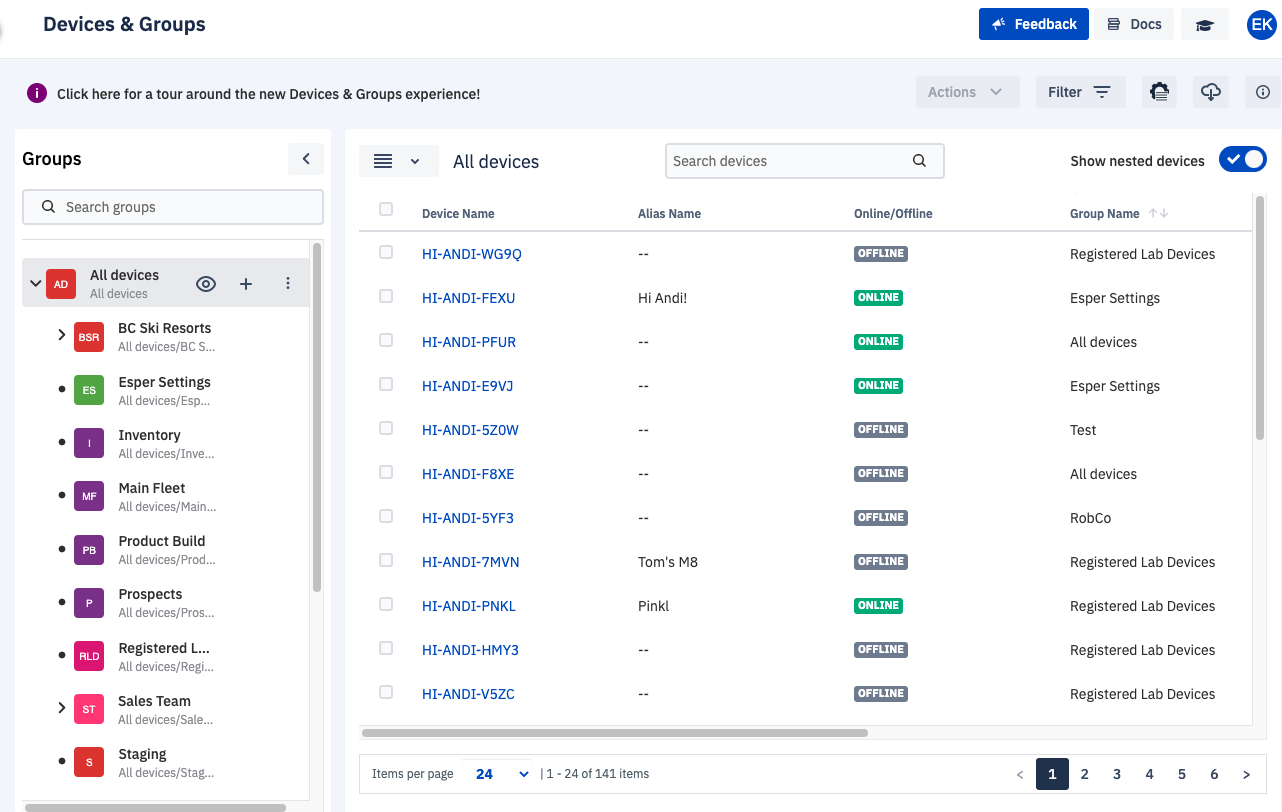 Devices & Groups
Feedback
Docs
EK
i
Click here for a tour around the new Devices & Groups experience!
Actions
Filter
Groups
Search groups
AD
All devices
All devices
BSR
BC Ski Resorts
All devices/BC S...
ES
Esper Settings
All devices/Esp...
I
Inventory
All devices/Inve...
MF
Main Fleet
All devices/Main...
PB
Product Build
All devices/Prod...
P
Prospects
All devices/Pros...
RLD
Registered L...
All devices/Regi...
ST
Sales Team
All devices/Sale...
S
Staging
All devices/Stag...
All devices
Search devices
Show nested devices
Device Name Alias Name Online/Offline Group Name
HI-ANDI-WG9Q -- OFFLINE Registered Lab Devices
HI-ANDI-FEXU Hi Andi! ONLINE Esper Settings
HI-ANDI-PFUR -- ONLINE All devices
HI-ANDI-E9VJ -- ONLINE Esper Settings
HI-ANDI-5Z0W -- OFFLINE Test
HI-ANDI-F8XE -- OFFLINE All devices
HI-ANDI-5YF3 -- OFFLINE RobCo
HI-ANDI-7MVN Tom's M8 OFFLINE Registered Lab Devices
HI-ANDI-PNKL Pinkl ONLINE Registered Lab Devices
HI-ANDI-HMY3 -- OFFLINE Registered Lab Devices
HI-ANDI-V5ZC -- OFFLINE Registered Lab Devices
Items per page 24 | 1 - 24 of 141 items < 1 2 3 4 5 6 >